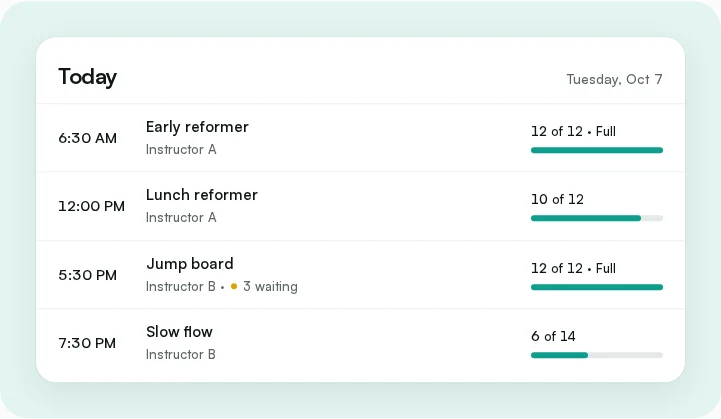 Today
Tuesday, Oct 7
6:30 AM
Early reformer
Instructor A
12 of 12 • Full
12:00 PM
Lunch reformer
Instructor A
10 of 12
5:30 PM
Jump board
Instructor B • 3 waiting
12 of 12 • Full
7:30 PM
Slow flow
Instructor B
6 of 14